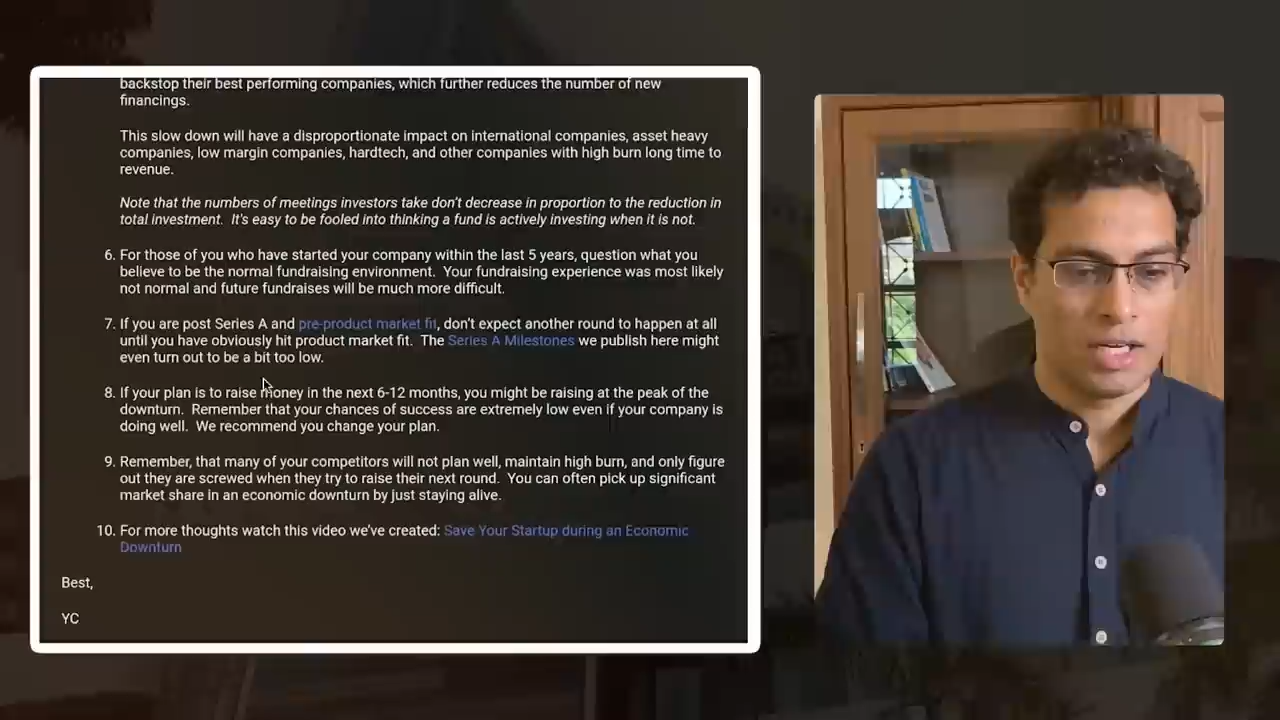 backstop their best performing companies, which further reduces the number of new
financings.
This slow down will have a disproportionate impact on international companies, asset heavy
companies, low margin companies, hardtech, and other companies with high burn long time to
revenue.
Note that the numbers of meetings investors take don't decrease in proportion to the reduction in
total investment.  It's easy to be fooled into thinking a fund is actively investing when it is not.
6. For those of you who have started your company within the last 5 years, question what you
believe to be the normal fundraising environment.  Your fundraising experience was most likely
not normal and future fundraises will be much more difficult.
7. If you are post Series A and pre-product market fit, don't expect another round to happen at all
until you have obviously hit product market fit.  The Series A Milestones we publish here might
even turn out to be a bit too low.
8. If your plan is to raise money in the next 6-12 months, you might be raising at the peak of the
downturn.  Remember that your chances of success are extremely low even if your company is
doing well.  We recommend you change your plan.
9. Remember, that many of your competitors will not plan well, maintain high burn, and only figure
out they are screwed when they try to raise their next round.  You can often pick up significant
market share in an economic downturn by just staying alive.
10. For more thoughts watch this video we've created: Save Your Startup during an Economic
Downturn
Best,
YC